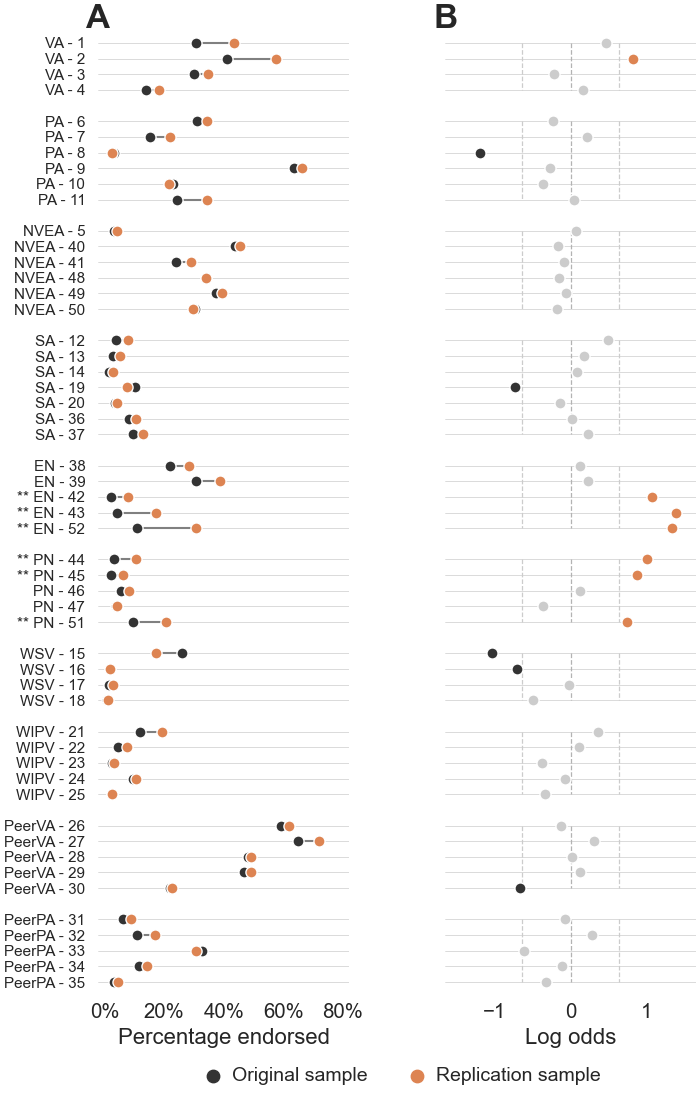 A
B
VA - 1
VA - 2
VA - 3
VA - 4
PA - 6
PA - 7
PA - 8
PA - 9
PA - 10
PA - 11
NVEA - 5
NVEA - 40
NVEA - 41
NVEA - 48
NVEA - 49
NVEA - 50
SA - 12
SA - 13
SA - 14
SA - 19
SA - 20
SA - 36
SA - 37
EN - 38
EN - 39
** EN - 42
** EN - 43
** EN - 52
** PN - 44
** PN - 45
PN - 46
PN - 47
** PN - 51
WSV - 15
WSV - 16
WSV - 17
WSV - 18
WIPV - 21
WIPV - 22
WIPV - 23
WIPV - 24
WIPV - 25
PeerVA - 26
PeerVA - 27
PeerVA - 28
PeerVA - 29
PeerVA - 30
PeerPA - 31
PeerPA - 32
PeerPA - 33
PeerPA - 34
PeerPA - 35
0% 20% 40% 60% 80%
Percentage endorsed
−1 0 1
Log odds
Original sample
Replication sample